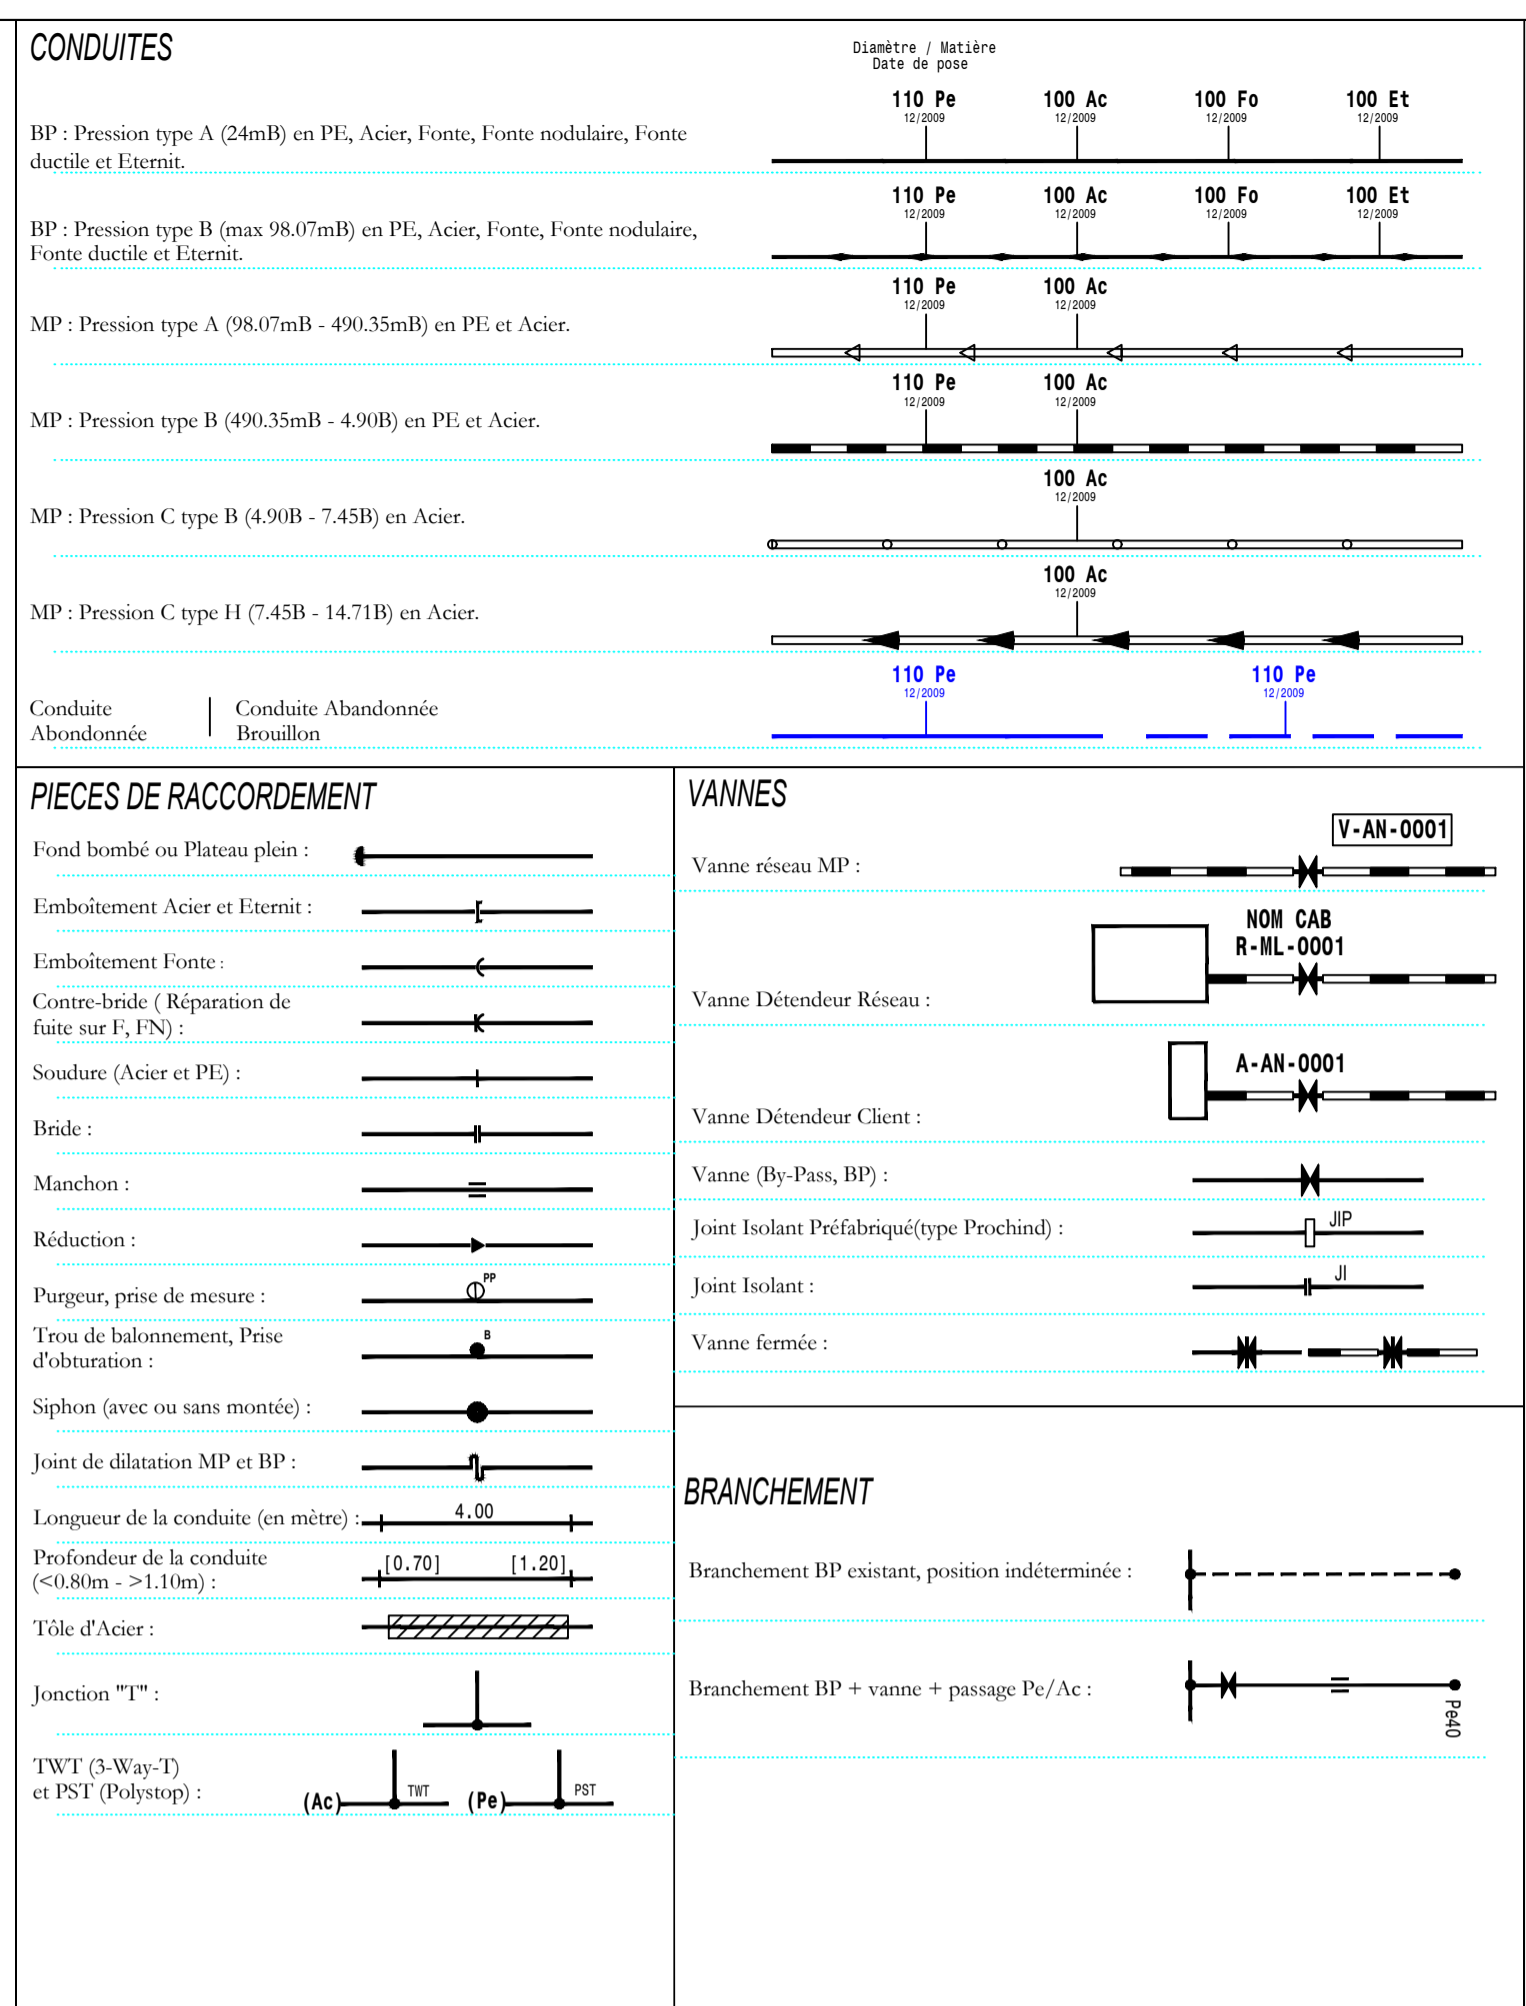 CONDUITES
Diamètre / Matière
Date de pose
110 Pe 100 Ac 100 Fo 100 Et
12/2009 12/2009 12/2009 12/2009
BP : Pression type A (24mB) en PE, Acier, Fonte, Fonte nodulaire, Fonte
ductile et Eternit.
110 Pe 100 Ac 100 Fo 100 Et
12/2009 12/2009 12/2009 12/2009
BP : Pression type B (max 98.07mB) en PE, Acier, Fonte, Fonte nodulaire,
Fonte ductile et Eternit.
110 Pe 100 Ac
12/2009 12/2009
MP : Pression type A (98.07mB - 490.35mB) en PE et Acier.
110 Pe 100 Ac
12/2009 12/2009
MP : Pression type B (490.35mB - 4.90B) en PE et Acier.
100 Ac
12/2009
MP : Pression C type B (4.90B - 7.45B) en Acier.
100 Ac
12/2009
MP : Pression C type H (7.45B - 14.71B) en Acier.
110 Pe 110 Pe
12/2009 12/2009
Conduite Conduite Abandonnée
Abondonnée Brouillon
PIECES DE RACCORDEMENT
Fond bombé ou Plateau plein :
Emboîtement Acier et Eternit :
Emboîtement Fonte :
Contre-bride ( Réparation de
fuite sur F, FN) :
Soudure (Acier et PE) :
Bride :
Manchon :
Réduction :
PP
Purgeur, prise de mesure :
Trou de balonnement, Prise
B
d'obturation :
Siphon (avec ou sans montée) :
Joint de dilatation MP et BP :
Longueur de la conduite (en mètre) : 4.00
Profondeur de la conduite [0.70] [1.20]
(<0.80m - >1.10m) :
Tôle d'Acier :
Jonction "T" :
TWT (3-Way-T)
et PST (Polystop) :
(Ac) TWT (Pe) PST
VANNES
V-AN-0001
Vanne réseau MP :
NOM CAB
R-ML-0001
Vanne Détendeur Réseau :
A-AN-0001
Vanne Détendeur Client :
Vanne (By-Pass, BP) :
Joint Isolant Préfabriqué(type Prochind) : JIP
Joint Isolant : JI
Vanne fermée :
BRANCHEMENT
Branchement BP existant, position indéterminée :
Branchement BP + vanne + passage Pe/Ac :
Pe40